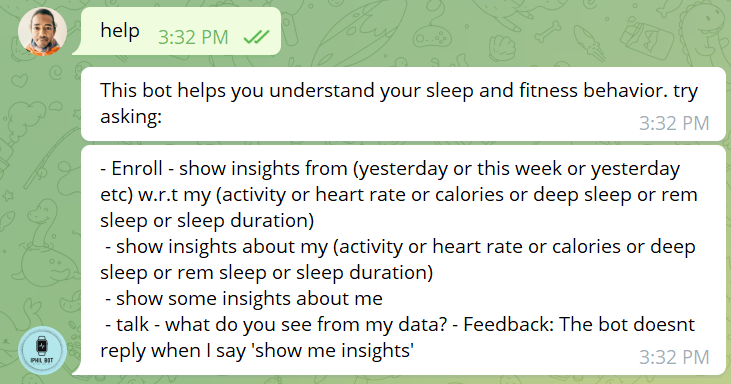 help 3:32 PM
This bot helps you understand your sleep and fitness behavior. try
asking:
3:32 PM
- Enroll - show insights from (yesterday or this week or yesterday
etc) w.r.t my (activity or heart rate or calories or deep sleep or rem
sleep or sleep duration)
- show insights about my (activity or heart rate or calories or deep
sleep or rem sleep or sleep duration)
- show some insights about me
- talk - what do you see from my data? - Feedback: The bot doesnt
reply when I say 'show me insights'
3:32 PM
IPHIL BOT